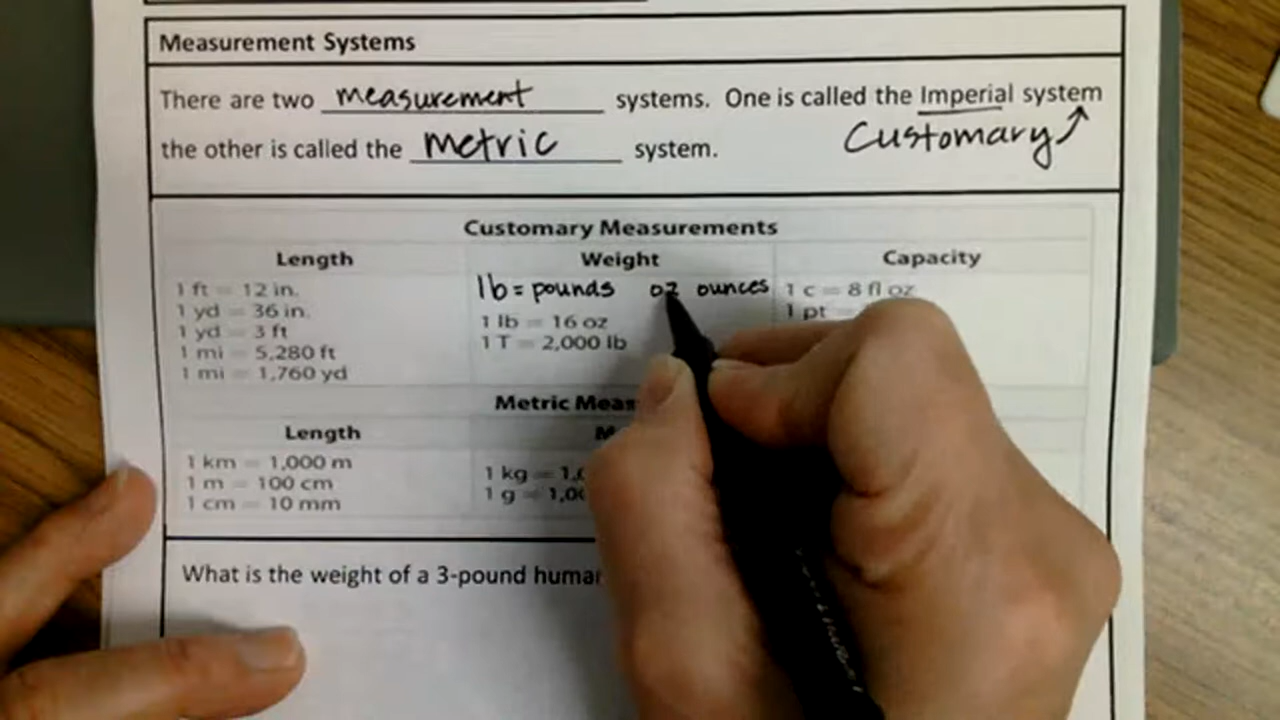 Measurement Systems
There are two measurement systems. One is called the Imperial system
Customary
the other is called the metric system.
Customary Measurements
Length Weight Capacity
lb = pounds oz ounces
1 ft = 12 in. 1 c = 8 fl oz
1 yd = 36 in. 1 lb = 16 oz 1 pt
1 yd = 3 ft 1 T = 2,000 lb
1 mi = 5,280 ft
1 mi = 1,760 yd
Metric
Length
1 km = 1,000 m 1 kg =
1 m = 100 cm 1 g =
1 cm = 10 mm
What is the weight of a 3-pound